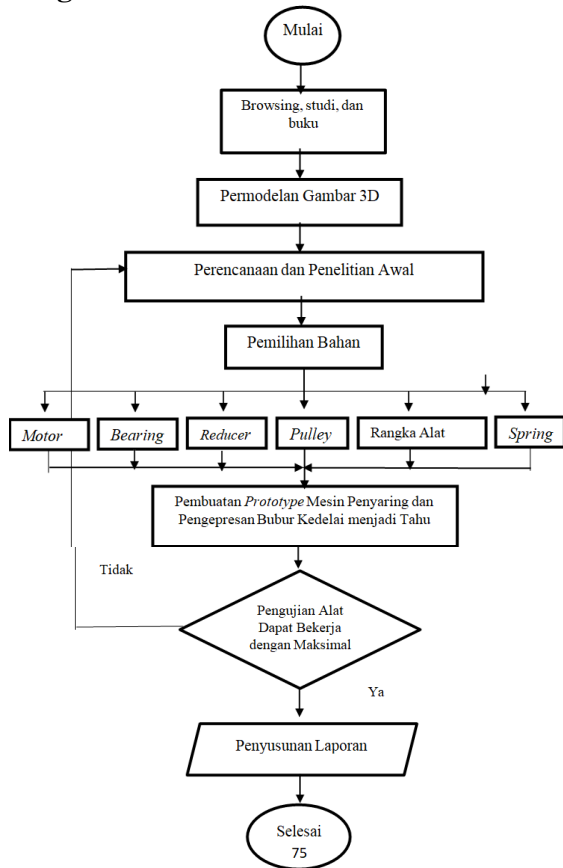 Mulai
Browsing, studi, dan
buku
Permodelan Gambar 3D
Perencanaan dan Penelitian Awal
Pemilihan Bahan
Motor Bearing Reducer Pulley Rangka Alat Spring
Pembuatan Prototype Mesin Penyaring dan
Pengepresan Bubur Kedelai menjadi Tahu
Tidak
Pengujian Alat
Dapat Bekerja
dengan Maksimal
Ya
Penyusunan Laporan
Selesai
75